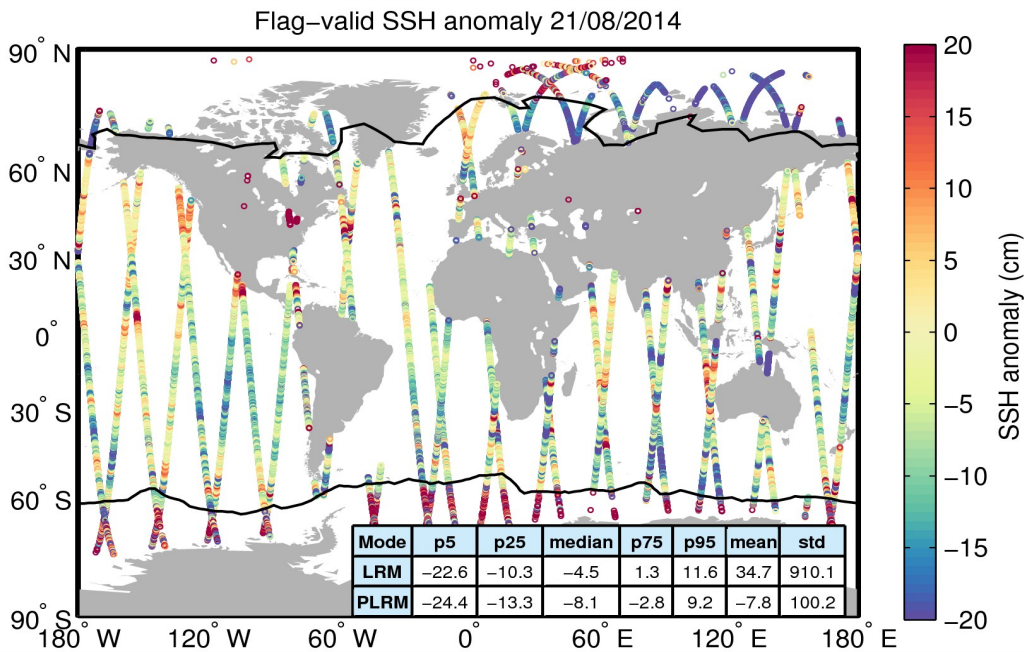 Flag−valid SSH anomaly 21/08/2014
90° N
60° N
30° N
0°
30° S
60° S
90° S
180° W
120° W
60° W
0°
60° E
120° E
180° E
Mode p5 p25 median p75 p95 mean std
LRM −22.6 −10.3 −4.5 1.3 11.6 34.7 910.1
PLRM −24.4 −13.3 −8.1 −2.8 9.2 −7.8 100.2
20
15
10
5
0
−5
−10
−15
−20
SSH anomaly (cm)